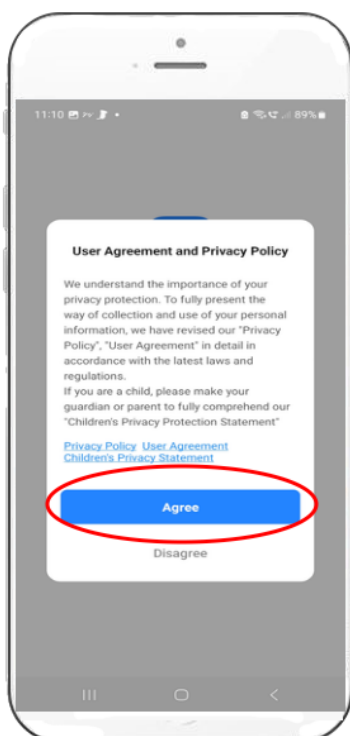 11:10
89%
User Agreement and Privacy Policy
We understand the importance of your
privacy protection. To fully present the
way of collection and use of your personal
information, we have revised our "Privacy
Policy", "User Agreement" in detail in
accordance with the latest laws and
regulations.
If you are a child, please make your
guardian or parent to fully comprehend our
"Children's Privacy Protection Statement"
Privacy Policy User Agreement
Children's Privacy Statement
Agree
Disagree